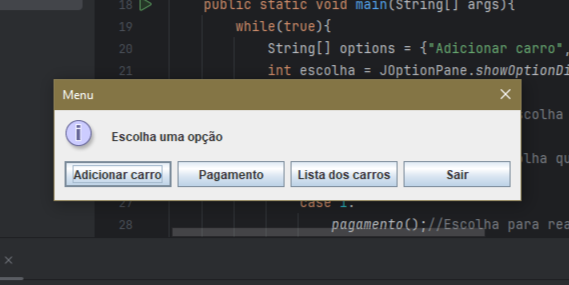 18 public static void main(String[] args){
19 while(true){
20 String[] options = {"Adicionar carro",
21 int escolha = JOptionPane.showOptionDi
Menu
scolha
Escolha uma opção
lha qu
Adicionar carro Pagamento Lista dos carros Sair
27 case 1:
28 pagamento();//Escolha para rea